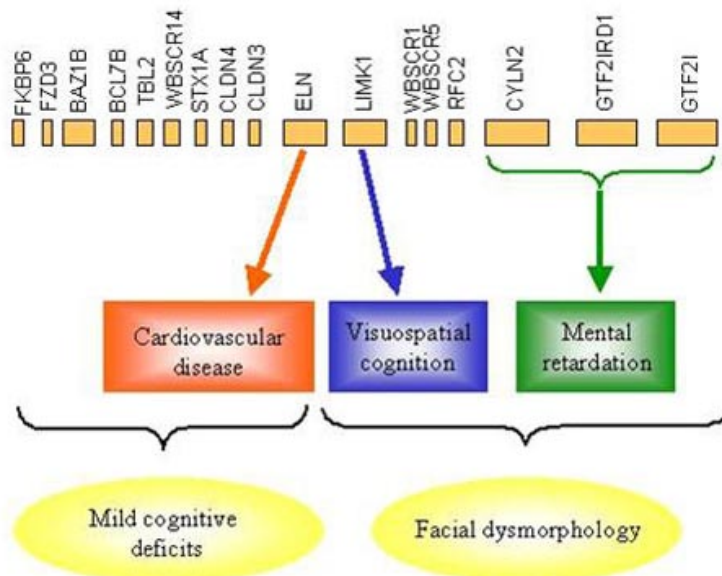 FKBP6
FZD3
BAZ1B
BCL7B
TBL2
WBSCR14
STX1A
CLDN4
CLDN3
ELN
LIMK1
WBSCR1
WBSCR5
RFC2
CYLN2
GTF2IRD1
GTF2I
Cardiovascular
disease
Visuospatial
cognition
Mental
retardation
Mild cognitive
deficits
Facial dysmorphology